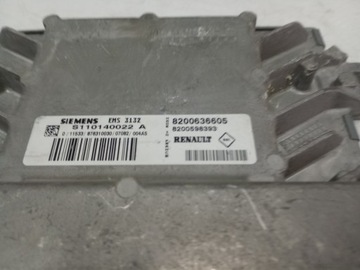 SIEMENS EMS 3132
S110140022 A
8200636605
8200598393
RENAULT